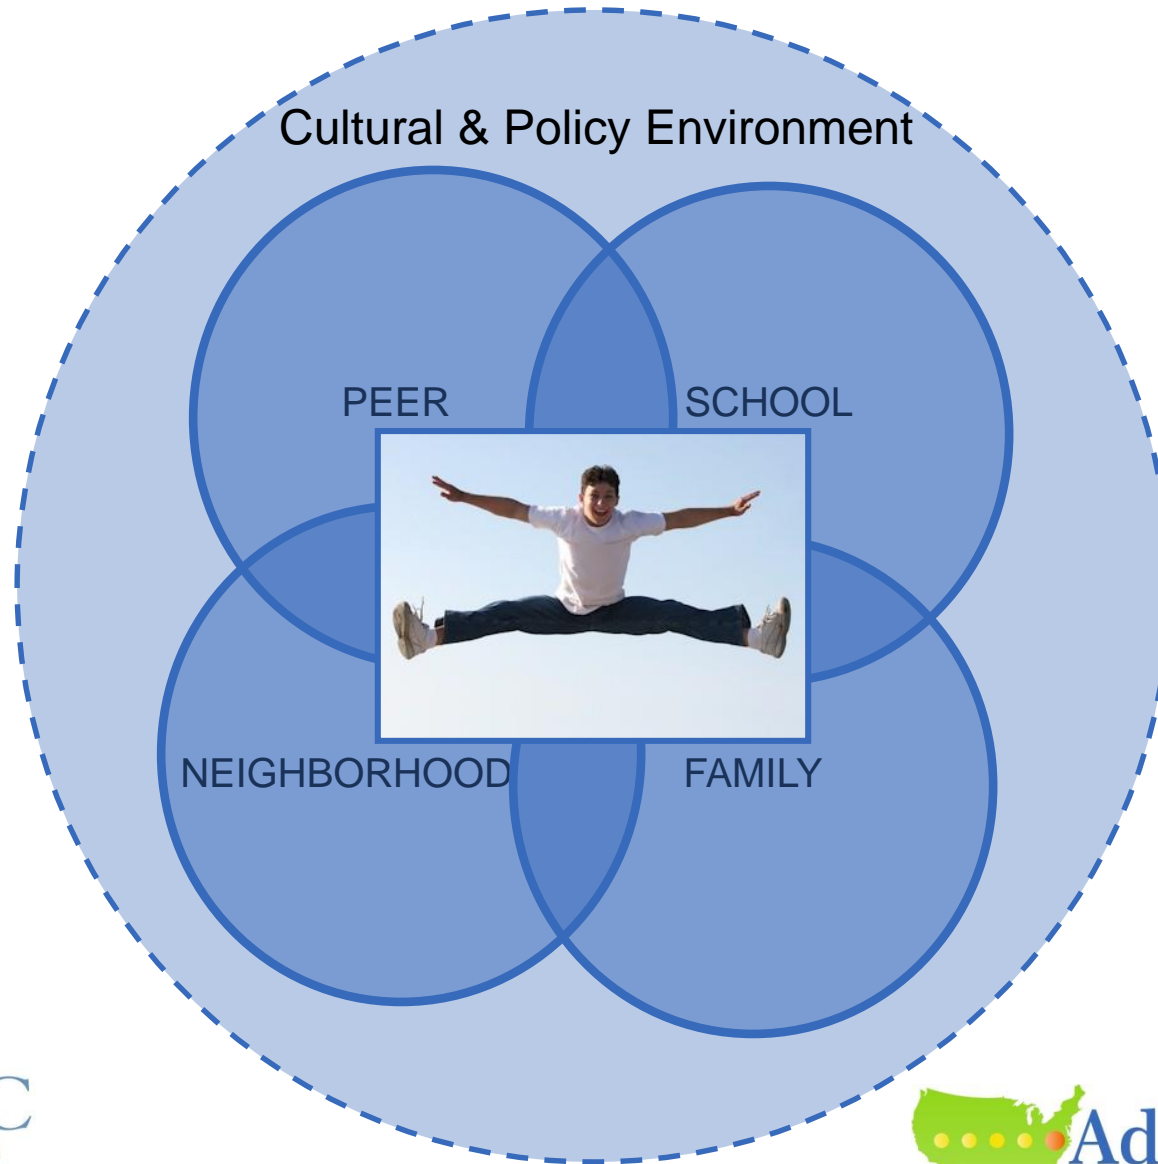 Cultural & Policy Environment
PEER
SCHOOL
NEIGHBORHOOD
FAMILY
C
Ad